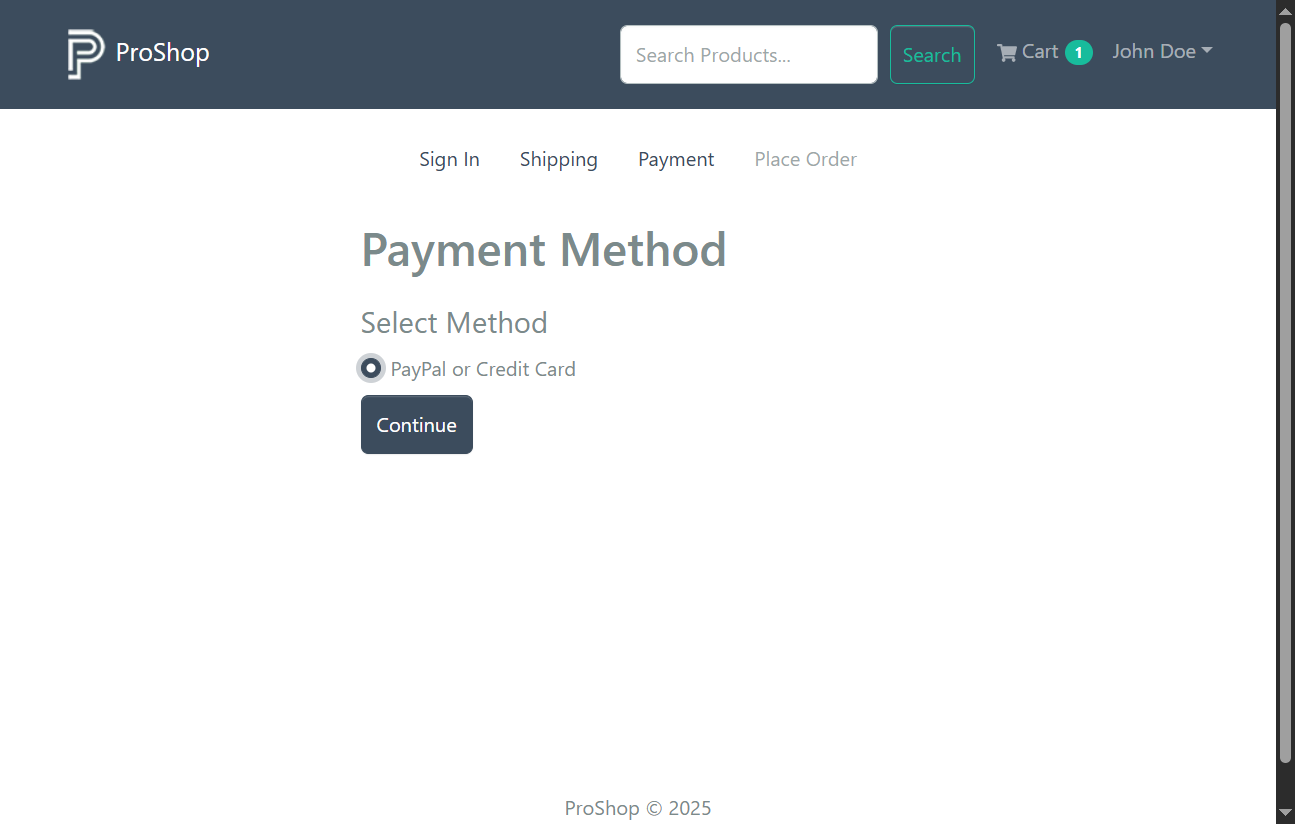 ProShop
Search Products...
Search
Cart 1
John Doe
Sign In Shipping Payment Place Order
Payment Method
Select Method
PayPal or Credit Card
Continue
ProShop © 2025